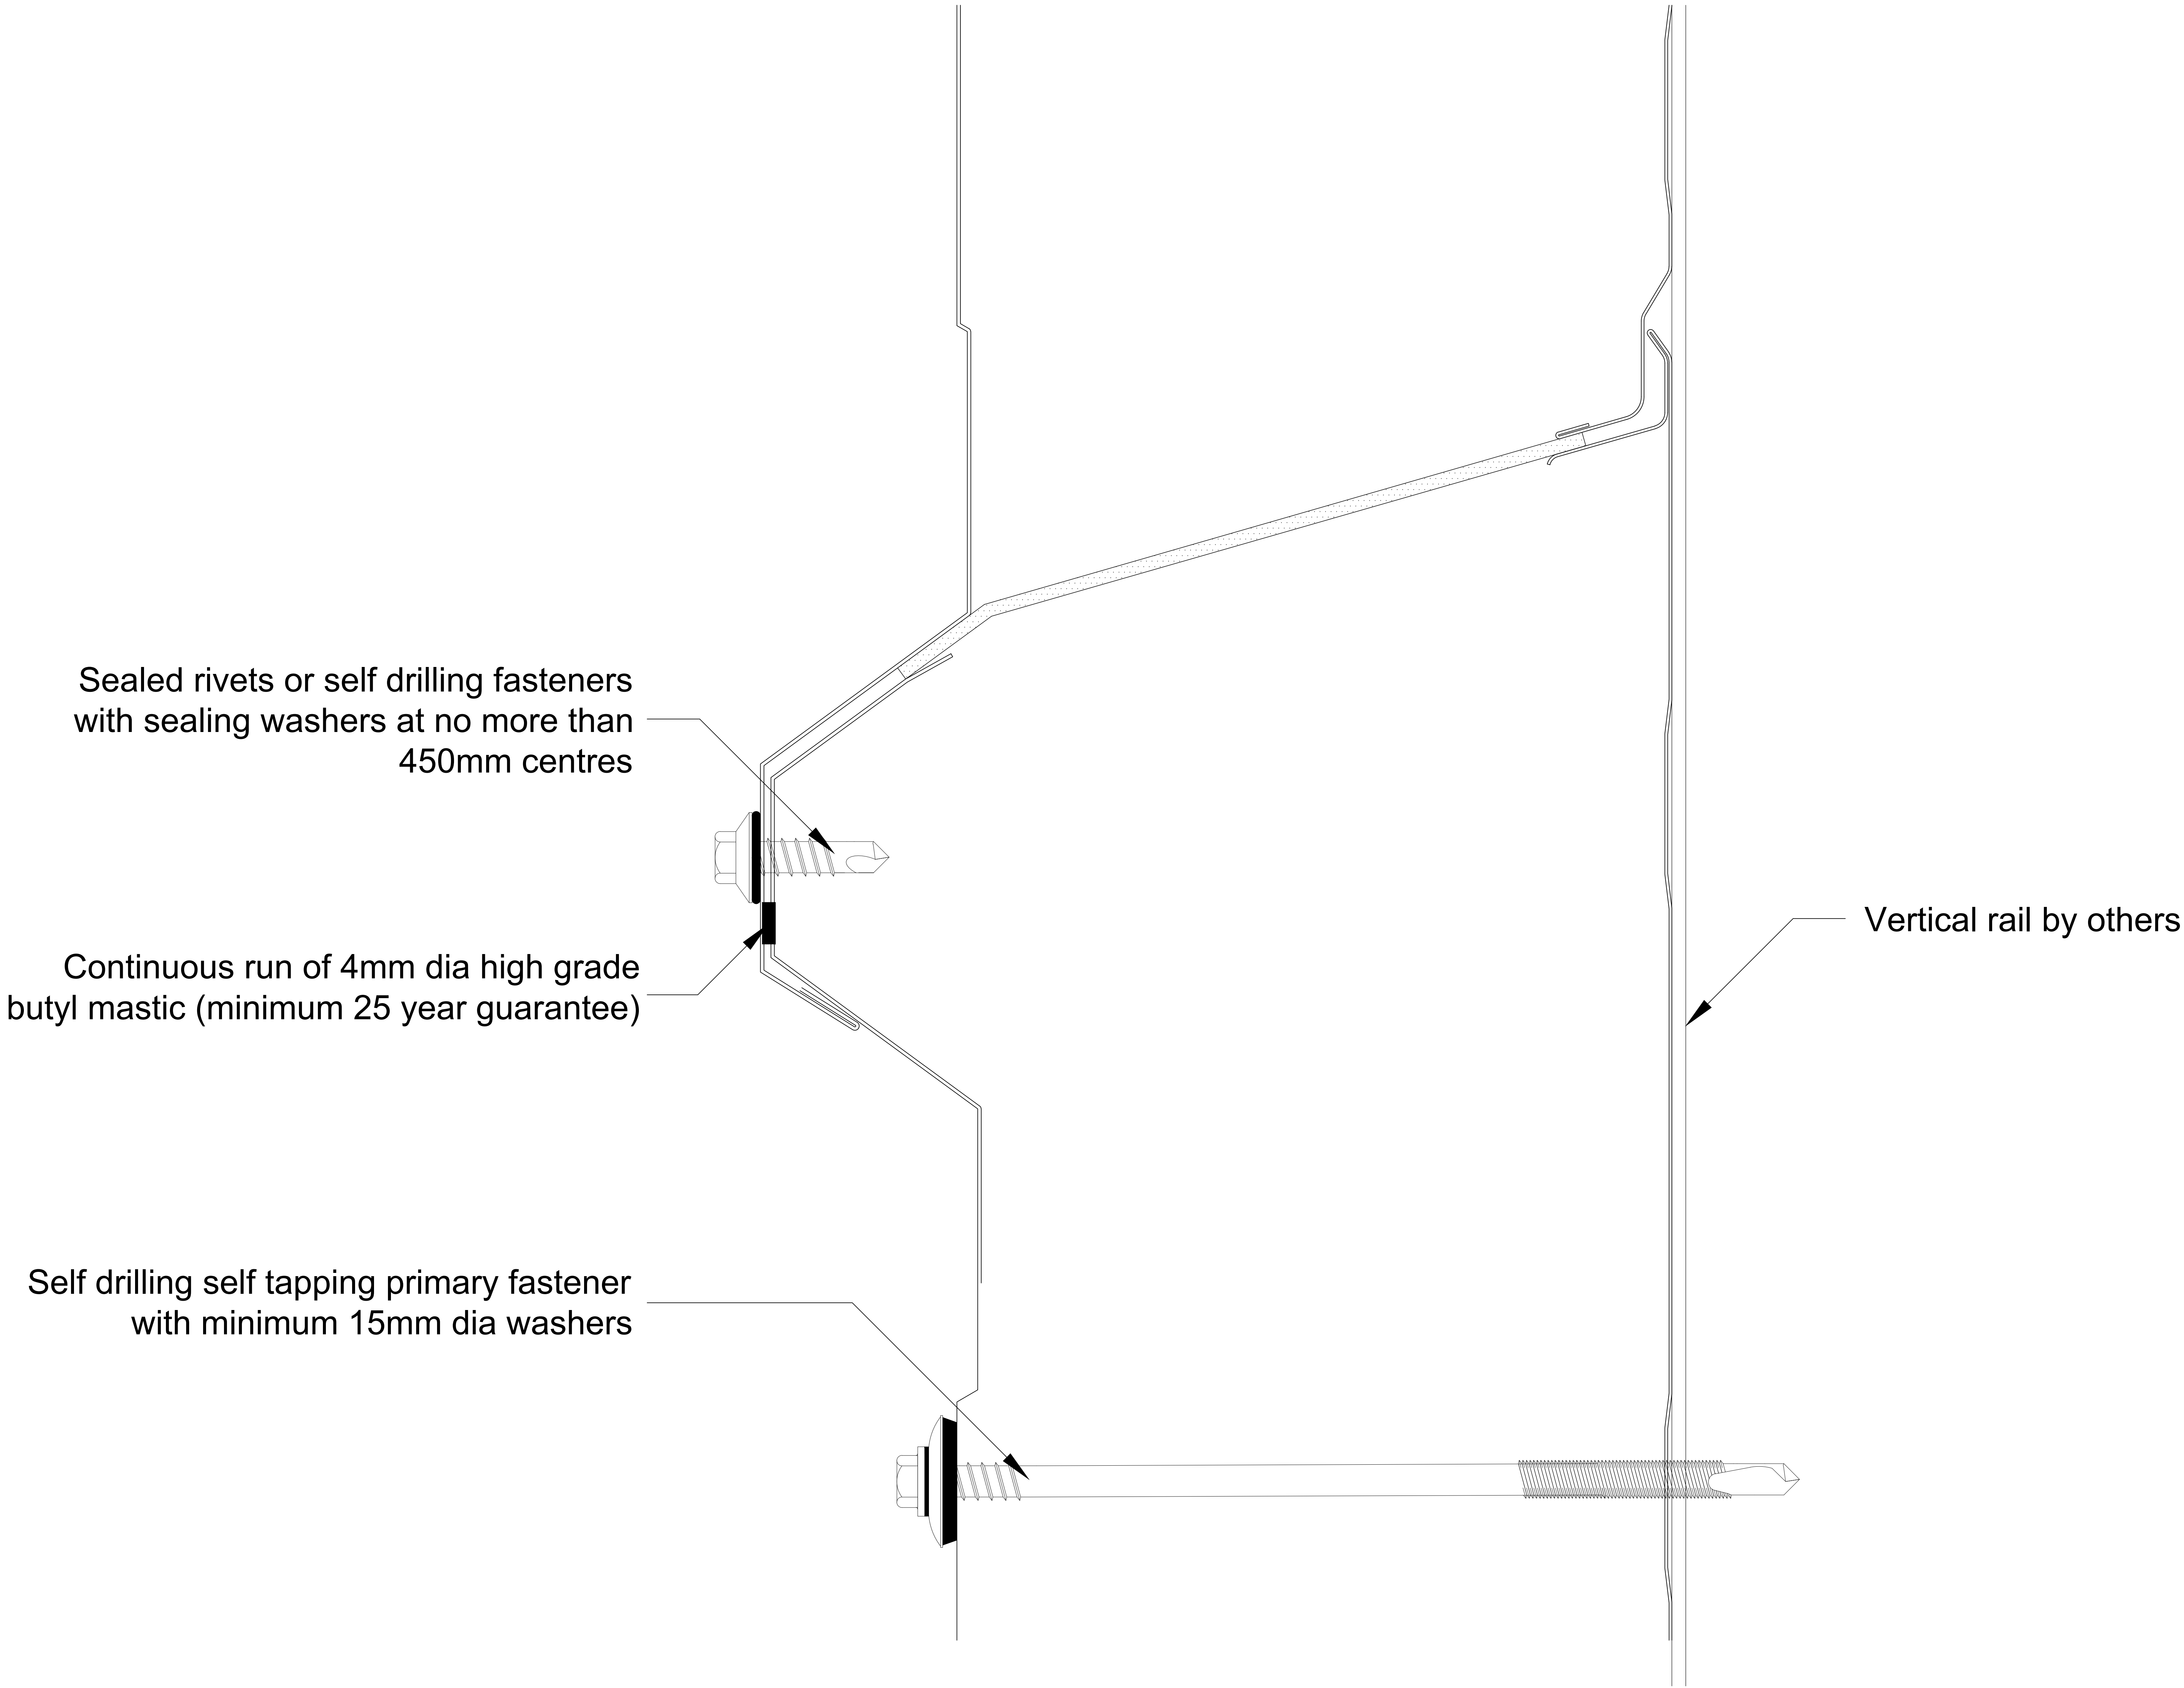 Sealed rivets or self drilling fasteners
with sealing washers at no more than
450mm centres
Vertical rail by others
Continuous run of 4mm dia high grade
butyl mastic (minimum 25 year guarantee)
Self drilling self tapping primary fastener
with minimum 15mm dia washers